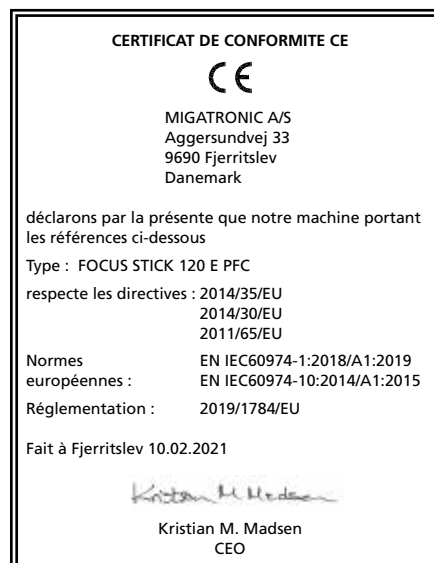 CERTIFICAT DE CONFORMITE CE
CE
MIGATRONIC A/S
Aggersundvej 33
9690 Fjerritslev
Danemark
déclarons par la présente que notre machine portant
les références ci-dessous
Type : FOCUS STICK 120 E PFC
respecte les directives : 2014/35/EU
2014/30/EU
2011/65/EU
Normes EN IEC60974-1:2018/A1:2019
européennes : EN IEC60974-10:2014/A1:2015
Réglementation : 2019/1784/EU
Fait à Fjerritslev 10.02.2021
Kristian M Madsen
Kristian M. Madsen
CEO